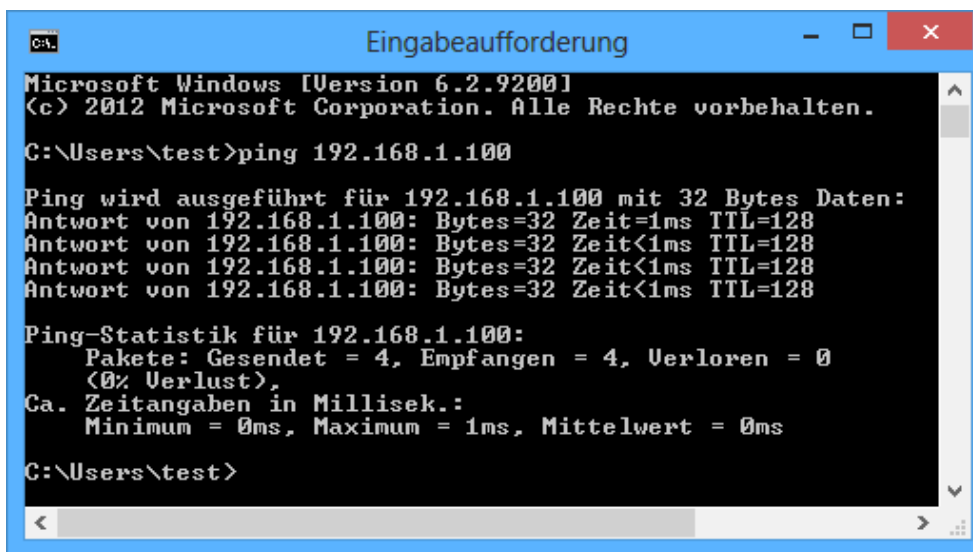 Eingabeaufforderung
Microsoft Windows [Version 6.2.9200]
(c) 2012 Microsoft Corporation. Alle Rechte vorbehalten.
C:\Users\test>ping 192.168.1.100
Ping wird ausgeführt für 192.168.1.100 mit 32 Bytes Daten:
Antwort von 192.168.1.100: Bytes=32 Zeit=1ms TTL=128
Antwort von 192.168.1.100: Bytes=32 Zeit<1ms TTL=128
Antwort von 192.168.1.100: Bytes=32 Zeit<1ms TTL=128
Antwort von 192.168.1.100: Bytes=32 Zeit<1ms TTL=128
Ping-Statistik für 192.168.1.100:
    Pakete: Gesendet = 4, Empfangen = 4, Verloren = 0
    (0% Verlust),
Ca. Zeitangaben in Millisek.:
    Minimum = 0ms, Maximum = 1ms, Mittelwert = 0ms
C:\Users\test>